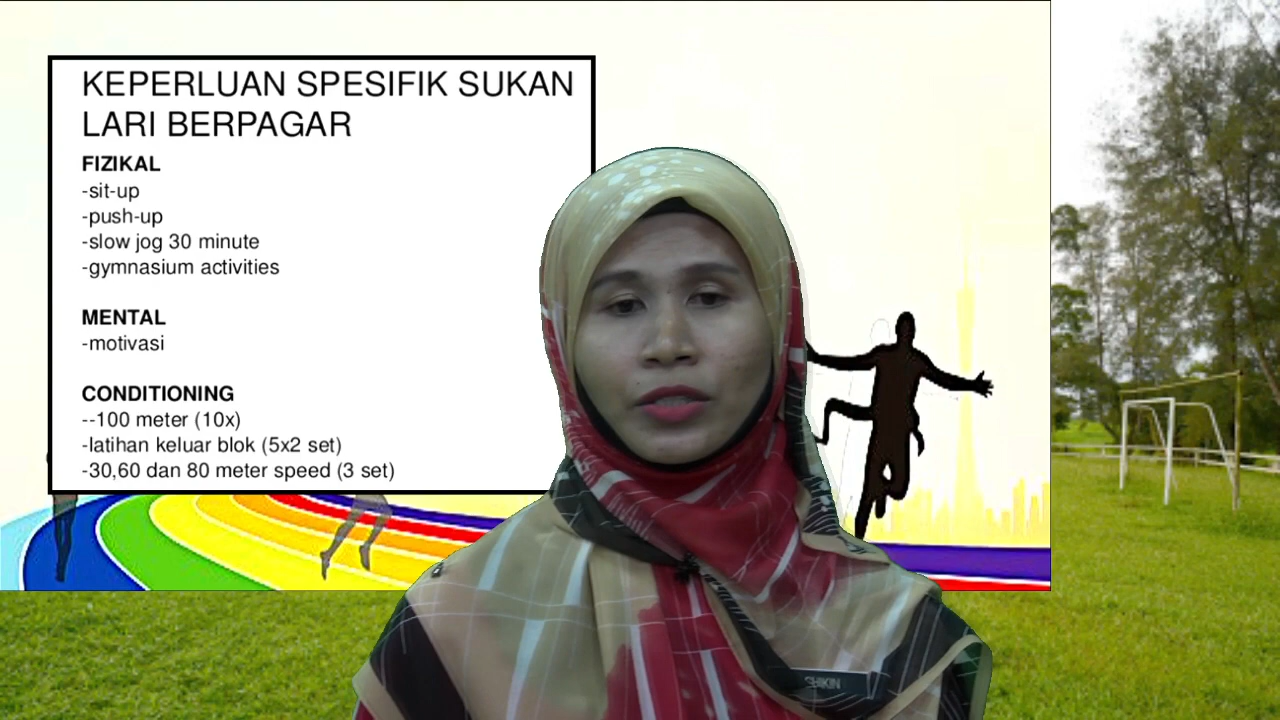 KEPERLUAN SPESIFIK SUKAN
LARI BERPAGAR
FIZIKAL
-sit-up
-push-up
-slow jog 30 minute
-gymnasium activities
MENTAL
-motivasi
CONDITIONING
--100 meter (10x)
-latihan keluar blok (5x2 set)
-30,60 dan 80 meter speed (3 set)